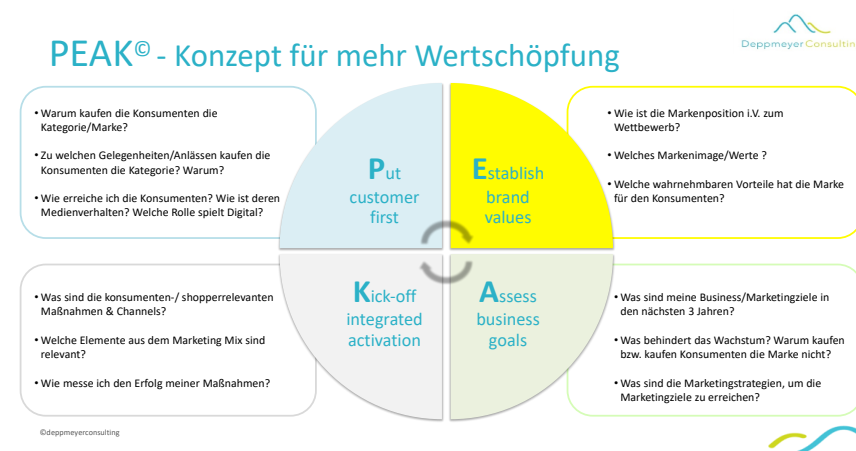 PEAK© - Konzept für mehr Wertschöpfung
Deppmeyer Consultin
• Warum kaufen die Konsumenten die
Kategorie/Marke?
• Zu welchen Gelegenheiten/Anlässen kaufen die
Konsumenten die Kategorie? Warum?
• Wie erreiche ich die Konsumenten? Wie ist deren
Medienverhalten? Welche Rolle spielt Digital?
Put
customer
first
Establish
brand
values
• Wie ist die Markenposition i.V. zum
Wettbewerb?
• Welches Markenimage/Werte ?
• Welche wahrnehmbaren Vorteile hat die Marke
für den Konsumenten?
• Was sind die konsumenten-/ shopperrelevanten
Maßnahmen & Channels?
• Welche Elemente aus dem Marketing Mix sind
relevant?
• Wie messe ich den Erfolg meiner Maßnahmen?
Kick-off
integrated
activation
Assess
business
goals
• Was sind meine Business/Marketingziele in
den nächsten 3 Jahren?
• Was behindert das Wachstum? Warum kaufen
bzw. kaufen Konsumenten die Marke nicht?
• Was sind die Marketingstrategien, um die
Marketingziele zu erreichen?
©deppmeyerconsulting